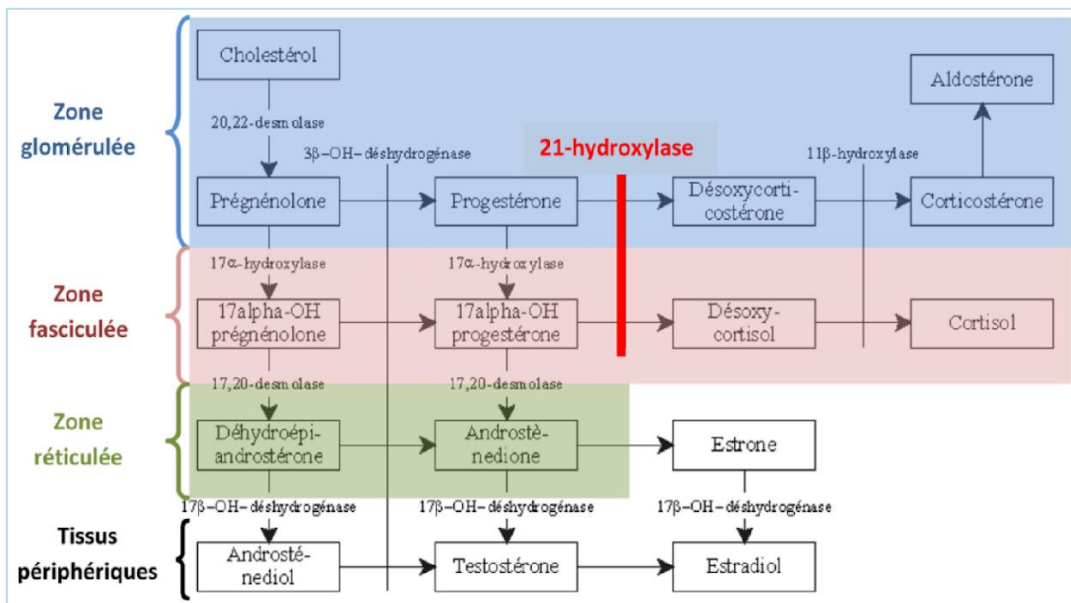 Cholestérol
Aldostérone
Zone
glomérulée
20,22-desmolase
3β-OH-déshydrogénase
21-hydroxylase
11β-hydroxylase
Prégnénolone
Progestérone
Désoxycorti
costérone
Corticostérone
17α-hydroxylase
17α-hydroxylase
Zone
fasciculée
17alpha-OH
prégnénolone
17alpha-OH
progestérone
Désoxy-
cortisol
Cortisol
17,20-desmolase
17,20-desmolase
Zone
réticulée
Déhydroépi-
androstérone
Androstè-
nedione
Estrone
17β-OH-déshydrogénase
17β-OH-déshydrogénase
17β-OH-déshydrogénase
Tissus
périphériques
Androsté-
nediol
Testostérone
Estradiol